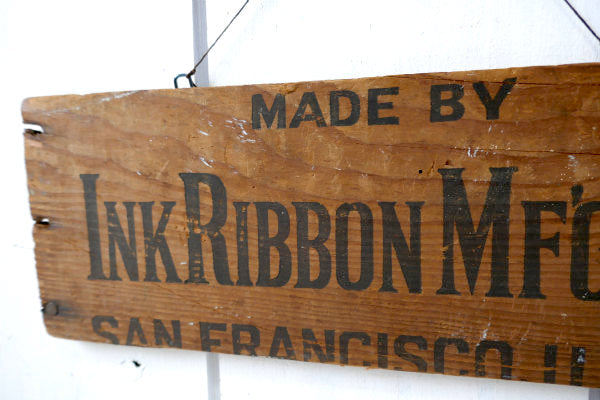 MADE BY
INK RIBBON MF'G
SAN FRANCISCO U